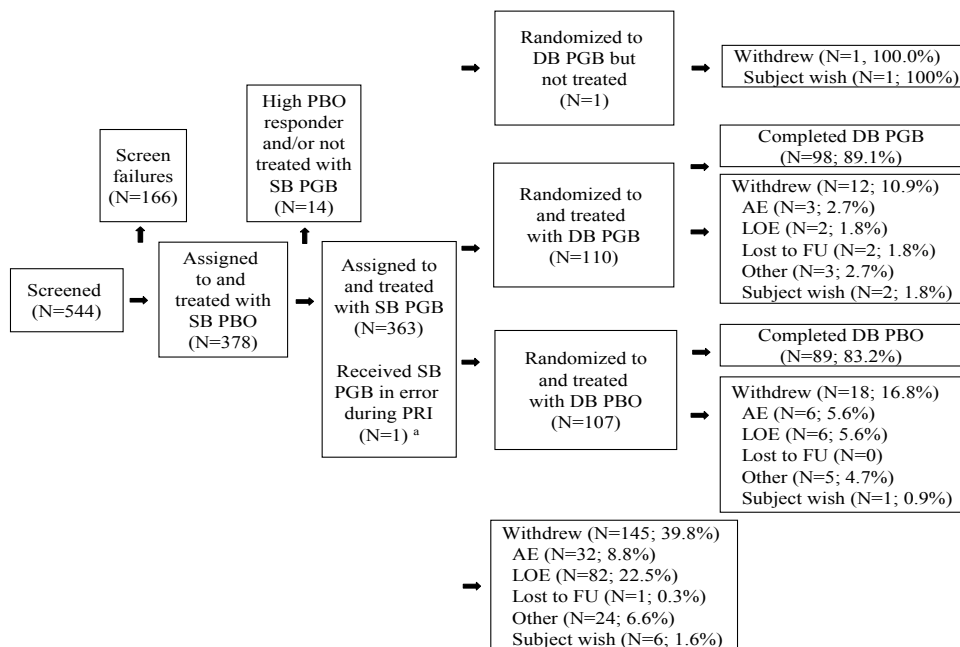 Screened
(N=544)
Screen
failures
(N=166)
Assigned
to and
treated with
SB PBO
(N=378)
High PBO
responder
and/or not
treated with
SB PGB
(N=14)
Assigned to
and treated
with SB PGB
(N=363)
Received SB
PGB in error
during PRI
(N=1) a
Randomized to
DB PGB but
not treated
(N=1)
Withdrew (N=1, 100.0%)
Subject wish (N=1; 100%)
Randomized to
and treated
with DB PGB
(N=110)
Completed DB PGB
(N=98; 89.1%)
Withdrew (N=12; 10.9%)
AE (N=3; 2.7%)
LOE (N=2; 1.8%)
Lost to FU (N=2; 1.8%)
Other (N=3; 2.7%)
Subject wish (N=2; 1.8%)
Randomized to
and treated
with DB PBO
(N=107)
Completed DB PBO
(N=89; 83.2%)
Withdrew (N=18; 16.8%)
AE (N=6; 5.6%)
LOE (N=6; 5.6%)
Lost to FU (N=0)
Other (N=5; 4.7%)
Subject wish (N=1; 0.9%)
Withdrew (N=145; 39.8%)
AE (N=32; 8.8%)
LOE (N=82; 22.5%)
Lost to FU (N=1; 0.3%)
Other (N=24; 6.6%)
Subject wish (N=6; 1.6%)